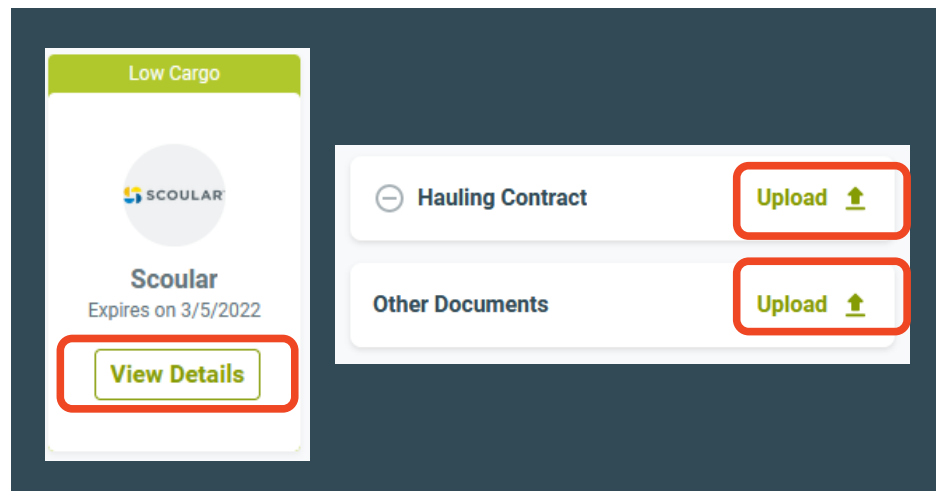 Low Cargo
SCOULAR
Scoular
Expires on 3/5/2022
View Details
Hauling Contract Upload
Other Documents Upload